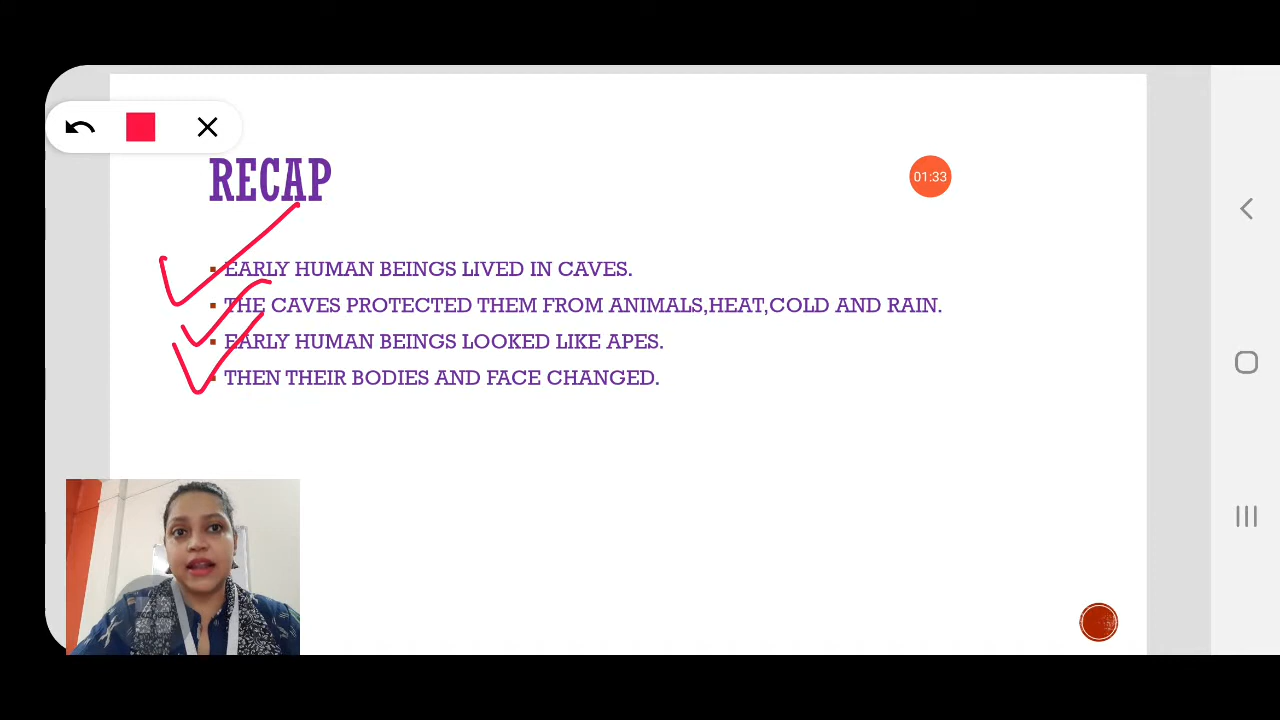 RECAP
01:33
EARLY HUMAN BEINGS LIVED IN CAVES.
THE CAVES PROTECTED THEM FROM ANIMALS,HEAT,COLD AND RAIN.
EARLY HUMAN BEINGS LOOKED LIKE APES.
THEN THEIR BODIES AND FACE CHANGED.